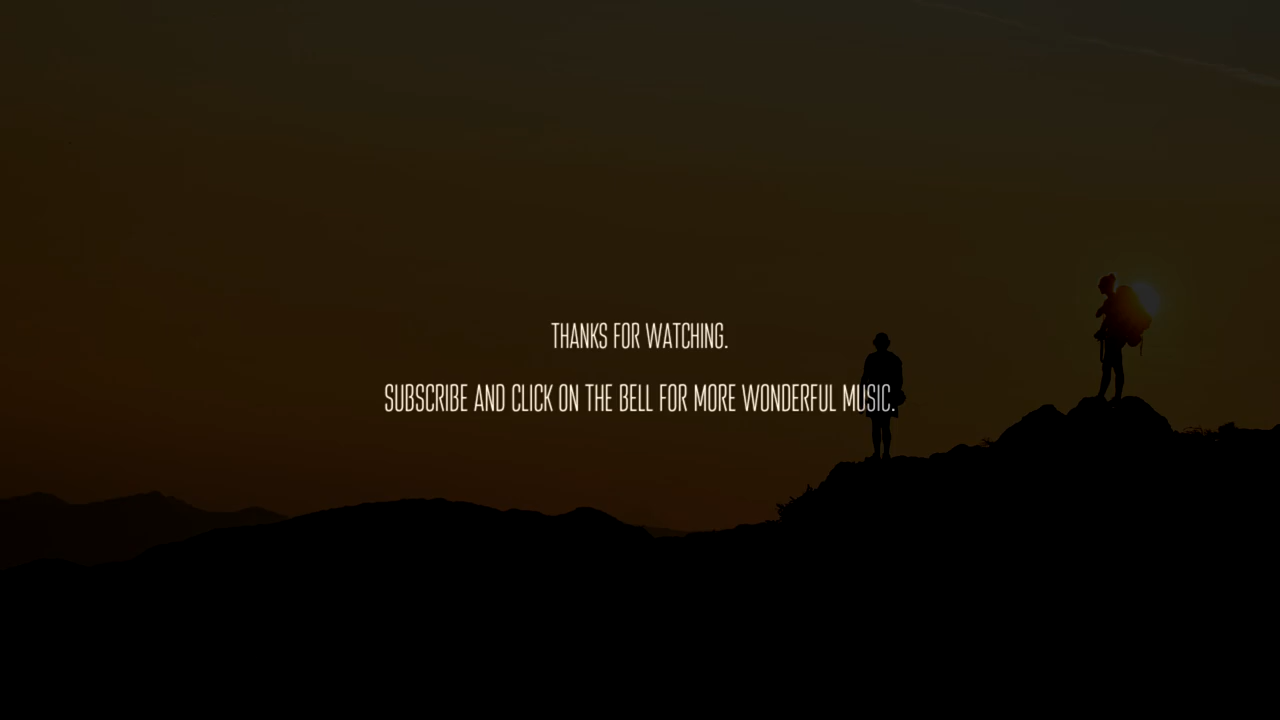 THANKS FOR WATCHING.
SUBSCRIBE AND CLICK ON THE BELL FOR MORE WONDERFUL MUSIC.